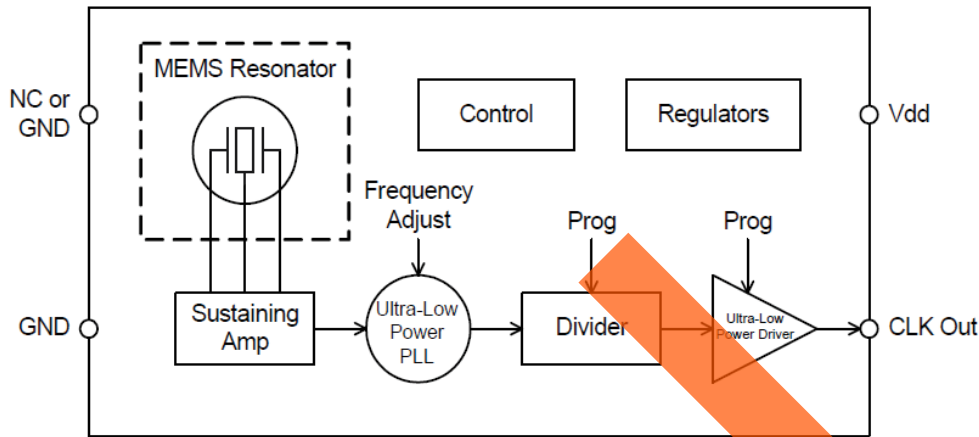 MEMS Resonator
NC or
GND
Control
Regulators
Vdd
Frequency
Adjust
Prog
Prog
GND
Sustaining
Amp
Ultra-Low
Power
PLL
Divider
Ultra-Low
Power Driver
CLK Out